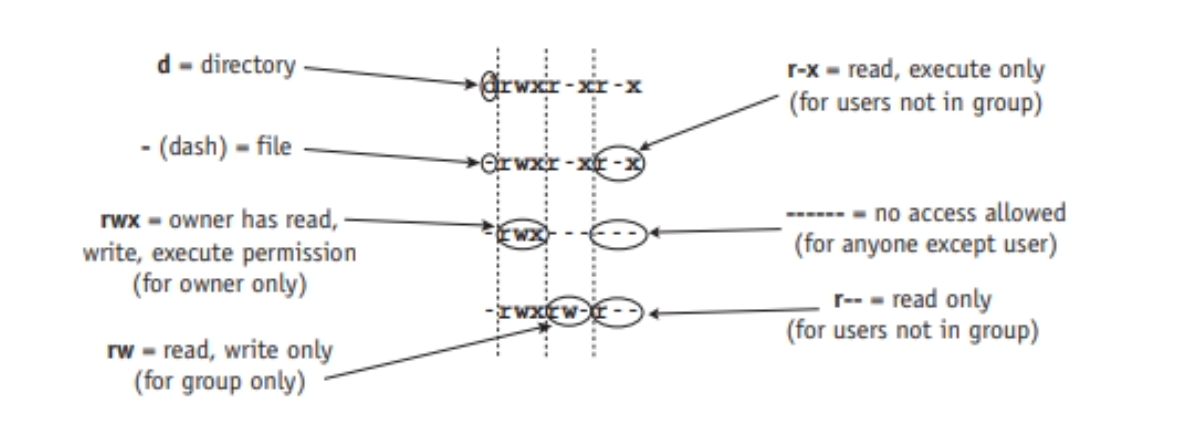 d = directory
- (dash) = file
rwx = owner has read,
write, execute permission
(for owner only)
rw = read, write only
(for group only)
drwxr-xr-x
-rwxr-xr-x
-rwx------
-rwxrw-r--
r-x = read, execute only
(for users not in group)
------ = no access allowed
(for anyone except user)
r-- = read only
(for users not in group)